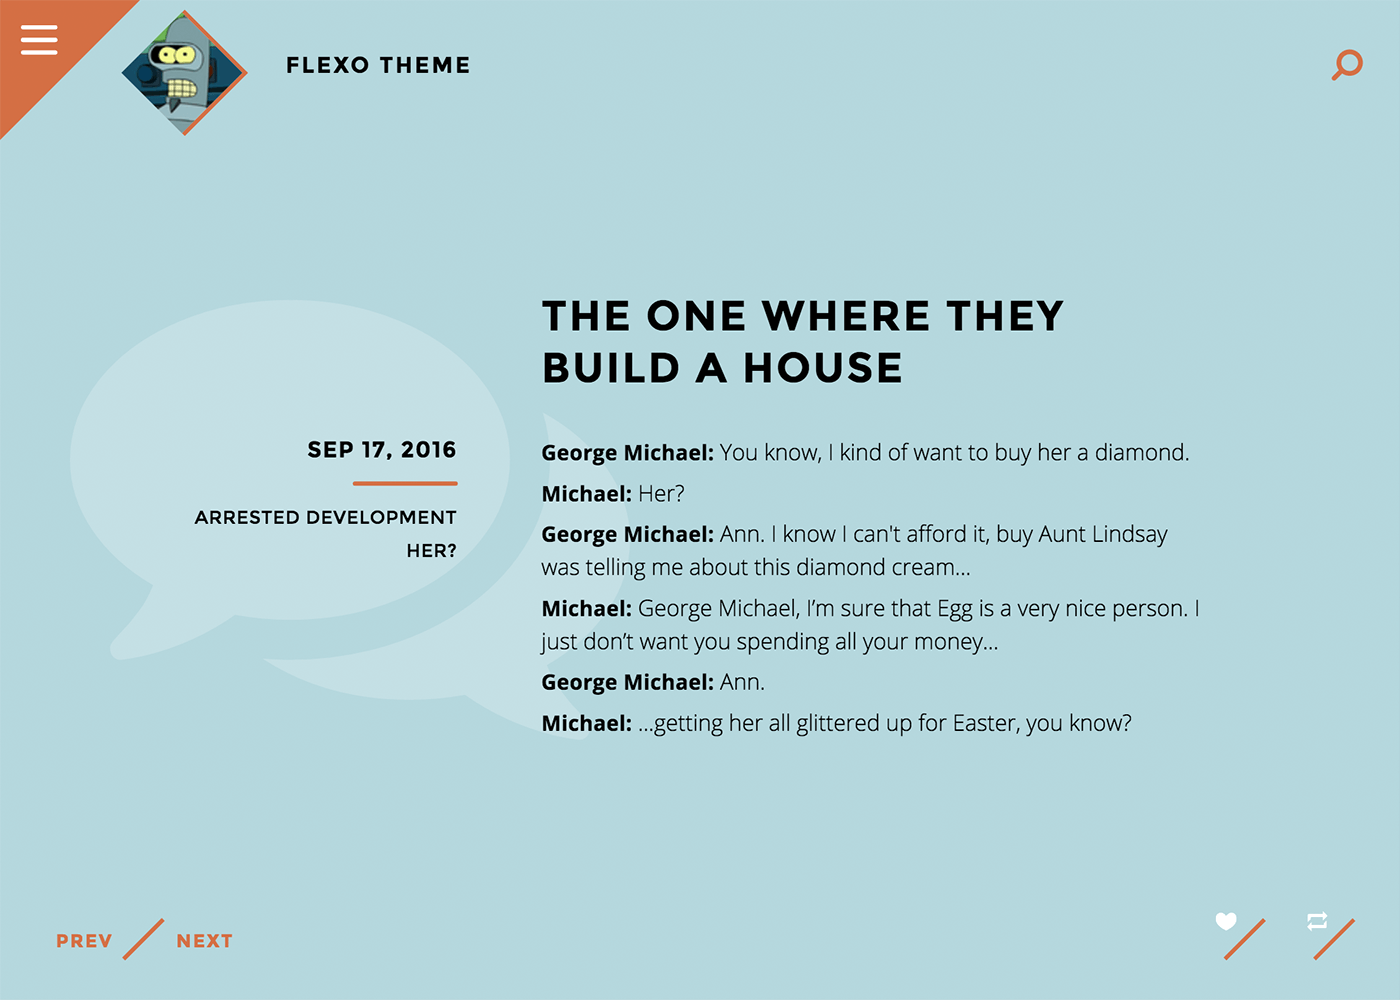 FLEXO THEME
THE ONE WHERE THEY
BUILD A HOUSE
SEP 17, 2016
ARRESTED DEVELOPMENT
HER?
George Michael: You know, I kind of want to buy her a diamond.
Michael: Her?
George Michael: Ann. I know I can't afford it, buy Aunt Lindsay
was telling me about this diamond cream...
Michael: George Michael, I’m sure that Egg is a very nice person. I
just don’t want you spending all your money...
George Michael: Ann.
Michael: ...getting her all glittered up for Easter, you know?
PREV
NEXT